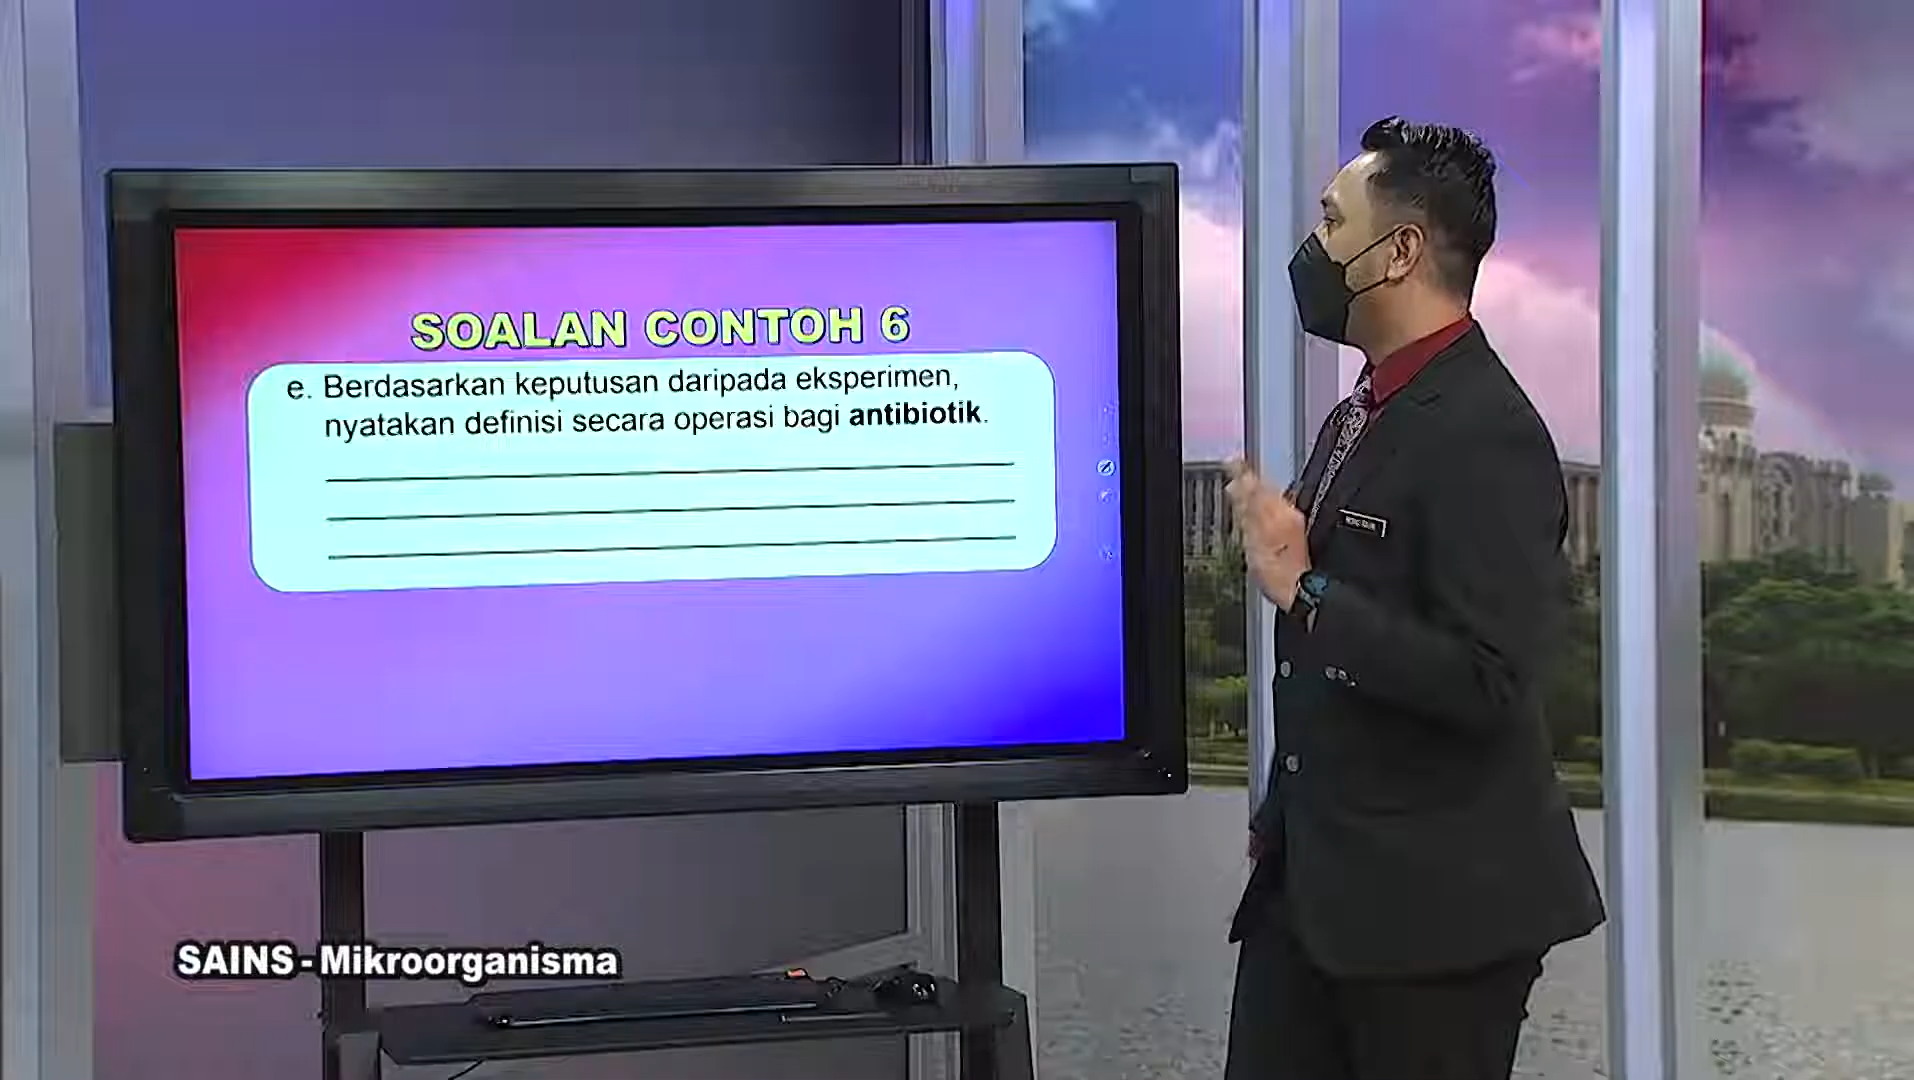 SOALAN CONTOH 6
e. Berdasarkan keputusan daripada eksperimen,
nyatakan definisi secara operasi bagi antibiotik.
SAINS - Mikroorganisma